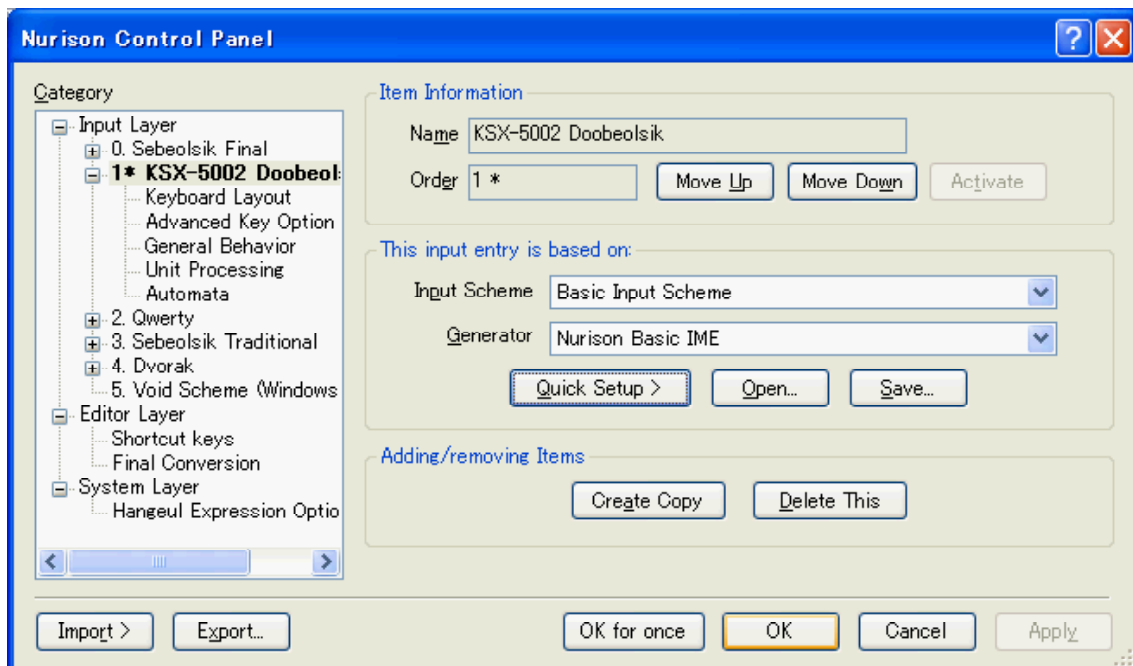 Nurison Control Panel
Category
Input Layer
0. Sebeolsik Final
1* KSX-5002 Doobeol
Keyboard Layout
Advanced Key Option
General Behavior
Unit Processing
Automata
2. Qwerty
3. Sebeolsik Traditional
4. Dvorak
5. Void Scheme (Windows
Editor Layer
Shortcut keys
Final Conversion
System Layer
Hangeul Expression Optio
Item Information
Name KSX-5002 Doobeolsik
Order 1 * Move Up Move Down Activate
This input entry is based on:
Input Scheme Basic Input Scheme
Generator Nurison Basic IME
Quick Setup > Open... Save...
Adding/removing Items
Create Copy Delete This
Import > Export... OK for once OK Cancel Apply